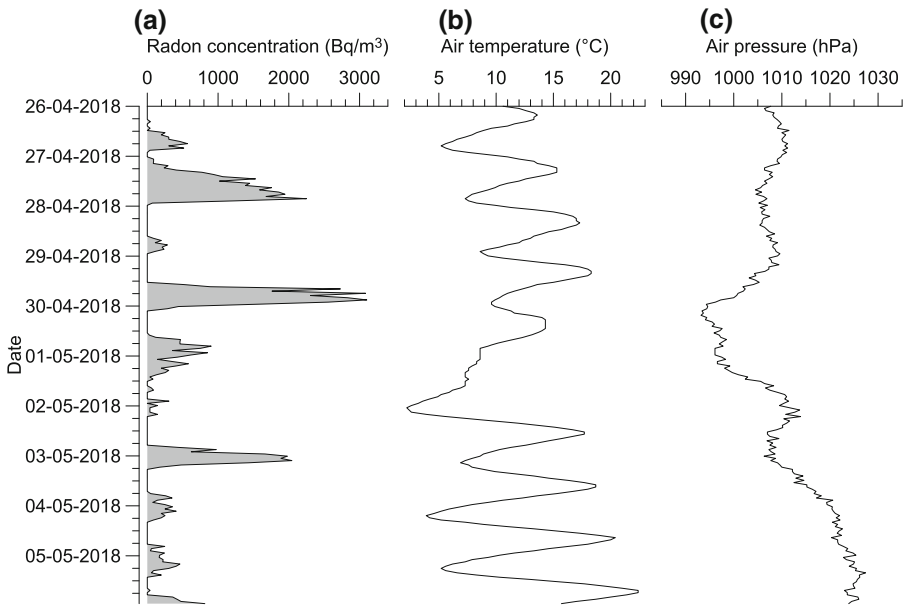 (a) (b) (c)
Radon concentration (Bq/m³) Air temperature (°C) Air pressure (hPa)
0 1000 2000 3000 5 10 15 20 990 1000 1010 1020 1030
26-04-2018
27-04-2018
28-04-2018
29-04-2018
30-04-2018
01-05-2018
02-05-2018
03-05-2018
04-05-2018
05-05-2018
Date